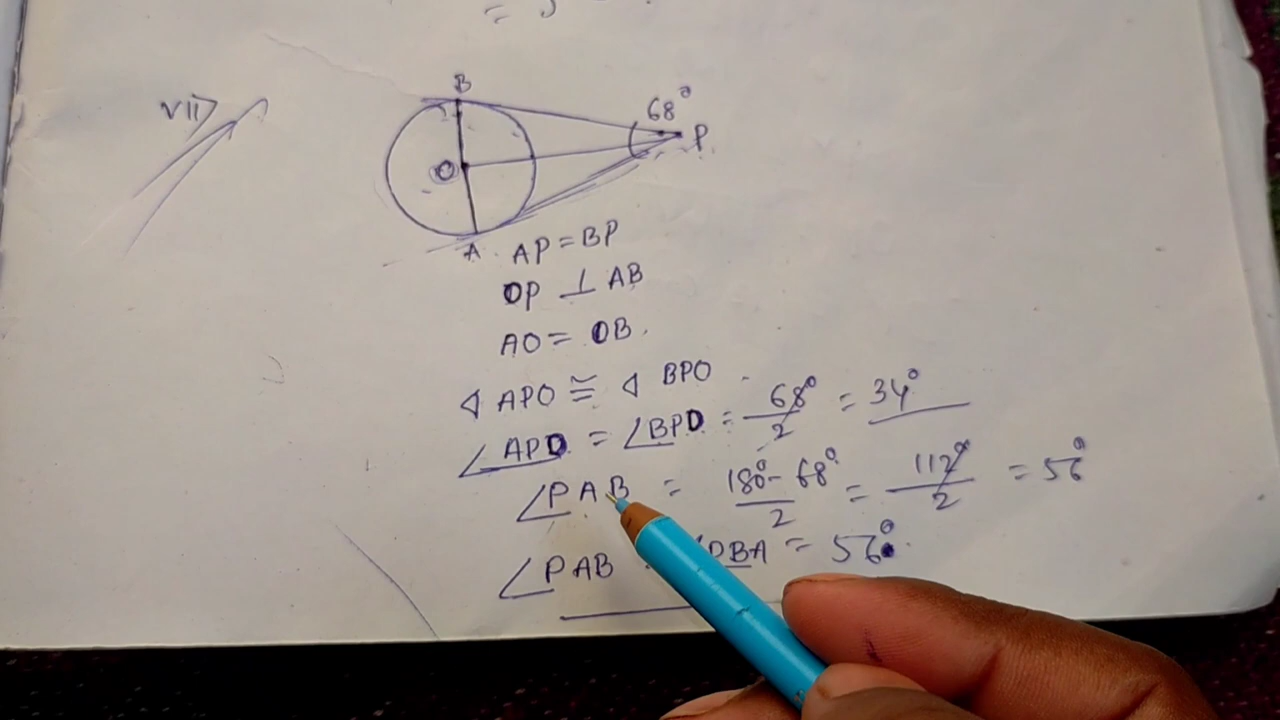 VII)
B
68°
P
O
A
AP = BP
OP ⊥ AB
AO = OB.
∆ APO ≅ ∆ BPO
∠APO = ∠BPO = 68°/2 = 34°
∠PAB = 180°- 68°/2 = 112°/2 = 56°
∠PAB PBA = 56°.